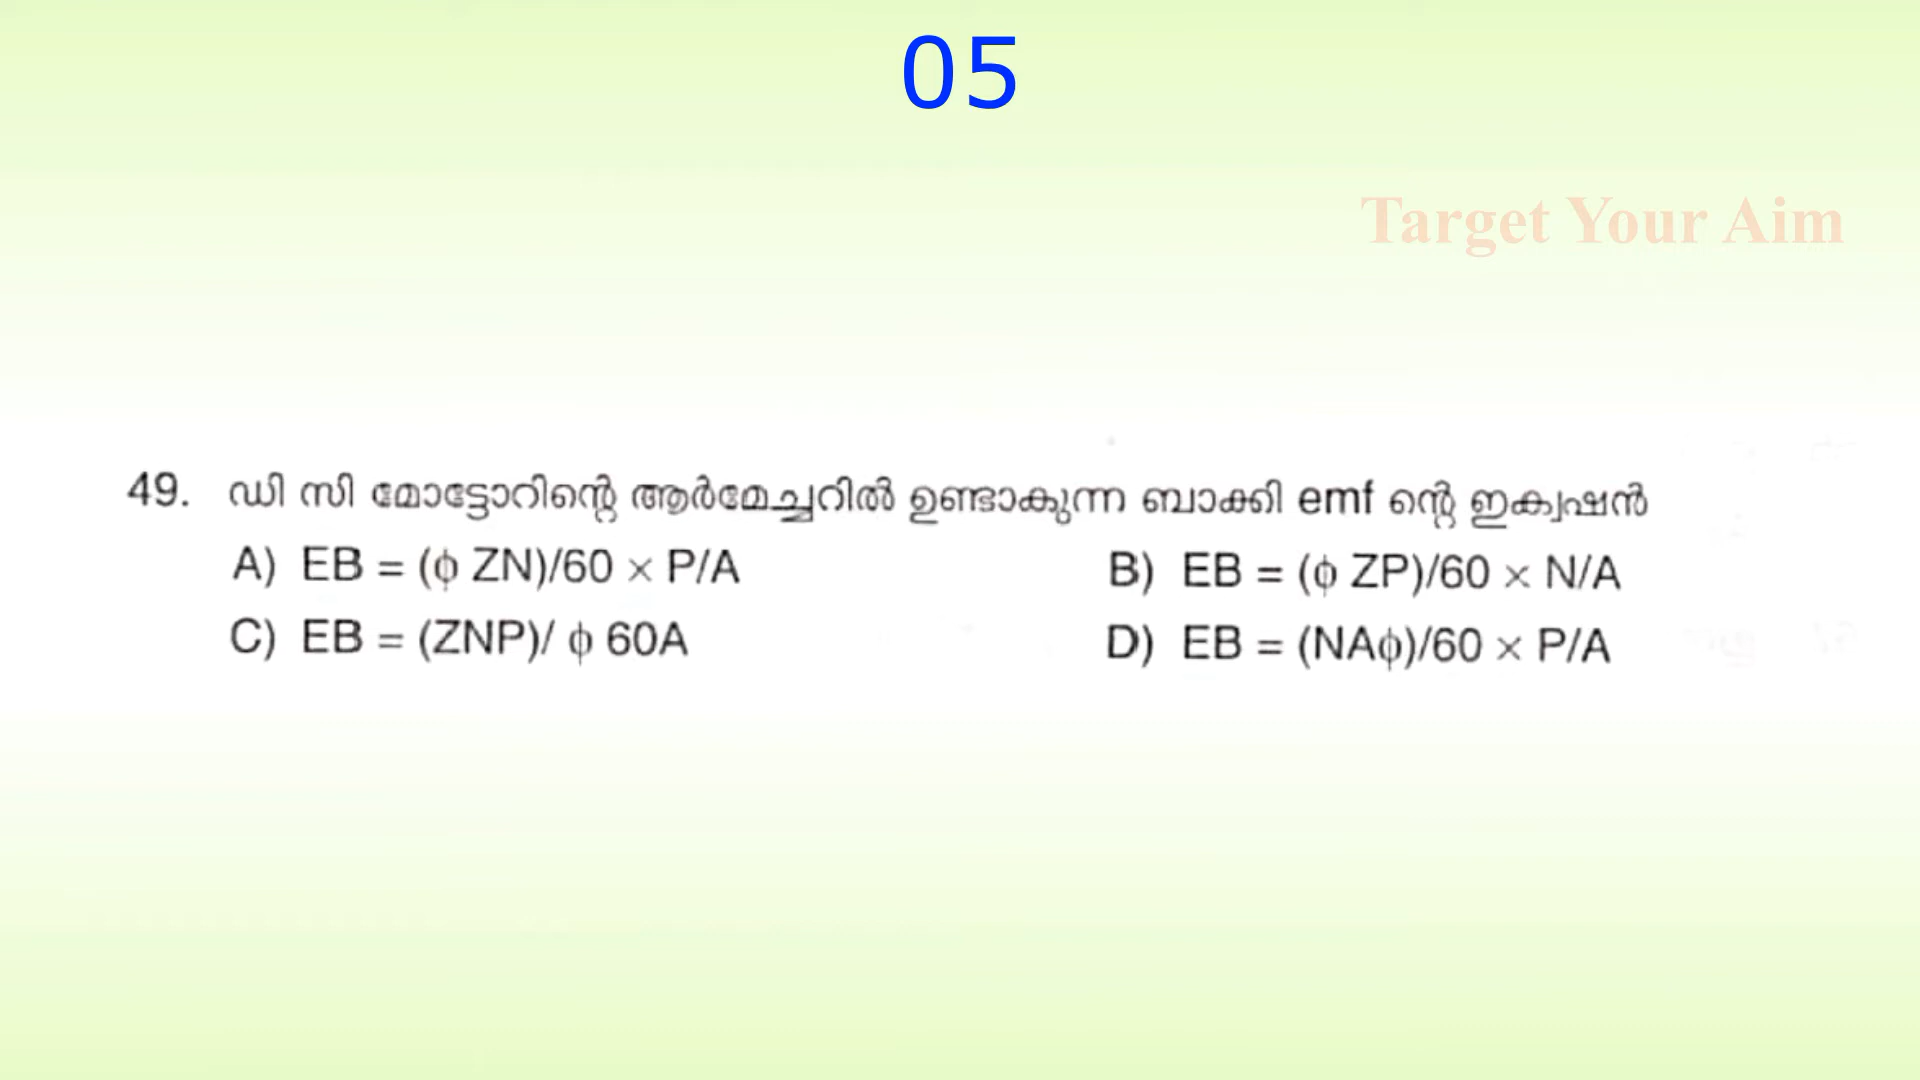 05
Target Your Aim
49. ഡി സി മോട്ടോറിന്റെ ആർമേച്ചറിൽ ഉണ്ടാകുന്ന ബാക്കി emf ന്റെ ഇക്വഷൻ
A) EB = (ϕ ZN)/60 × P/A B) EB = (ϕ ZP)/60 × N/A
C) EB = (ZNP)/ ϕ 60A D) EB = (NAϕ)/60 × P/A